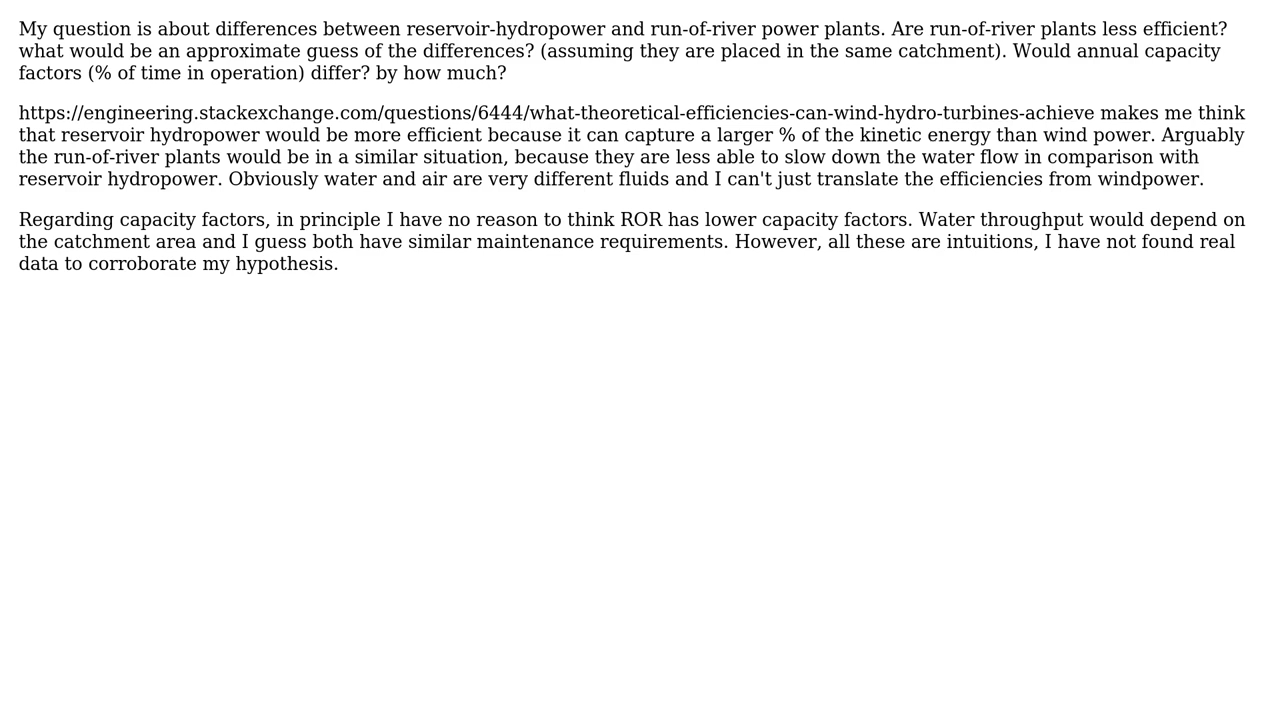 My question is about differences between reservoir-hydropower and run-of-river power plants. Are run-of-river plants less efficient?
what would be an approximate guess of the differences? (assuming they are placed in the same catchment). Would annual capacity
factors (% of time in operation) differ? by how much?
https://engineering.stackexchange.com/questions/6444/what-theoretical-efficiencies-can-wind-hydro-turbines-achieve makes me think
that reservoir hydropower would be more efficient because it can capture a larger % of the kinetic energy than wind power. Arguably
the run-of-river plants would be in a similar situation, because they are less able to slow down the water flow in comparison with
reservoir hydropower. Obviously water and air are very different fluids and I can't just translate the efficiencies from windpower.
Regarding capacity factors, in principle I have no reason to think ROR has lower capacity factors. Water throughput would depend on
the catchment area and I guess both have similar maintenance requirements. However, all these are intuitions, I have not found real
data to corroborate my hypothesis.